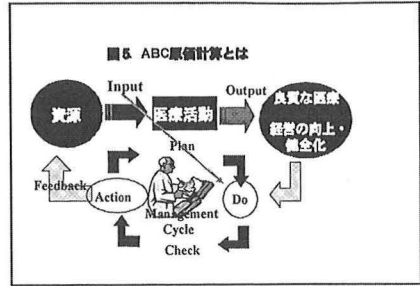 図5. ABC原価計算とは
Input
Output
資源
医療活動
良質な医療
経営の向上・
健全化
Plan
Feedback
Action
Do
Management
Cycle
Check